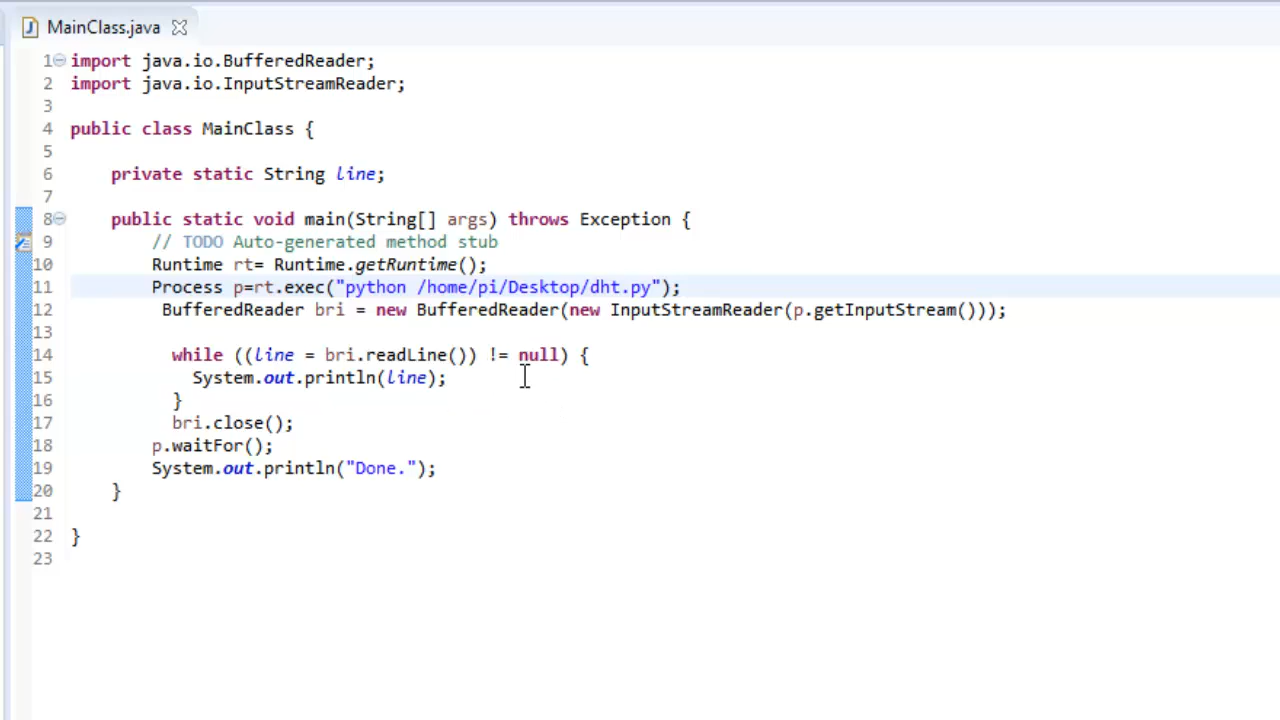 MainClass.java
1 import java.io.BufferedReader;
2 import java.io.InputStreamReader;
3
4 public class MainClass {
5
6 private static String line;
7
8 public static void main(String[] args) throws Exception {
9 // TODO Auto-generated method stub
10 Runtime rt= Runtime.getRuntime();
11 Process p=rt.exec("python /home/pi/Desktop/dht.py");
12 BufferedReader bri = new BufferedReader(new InputStreamReader(p.getInputStream()));
13
14 while ((line = bri.readLine()) != null) {
15 System.out.println(line);
16 }
17 bri.close();
18 p.waitFor();
19 System.out.println("Done.");
20 }
21
22 }
23